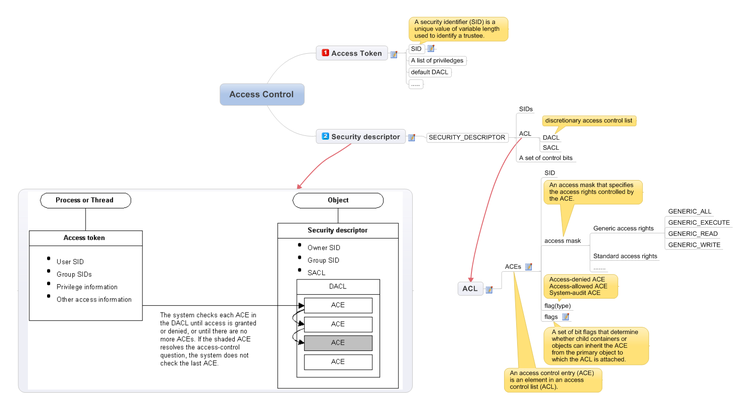 A security identifier (SID) is a
unique value of variable length
used to identify a trustee.
1 Access Token
SID
A list of priviledges
default DACL
......
Access Control
2 Security descriptor
SECURITY_DESCRIPTOR
SIDs
ACL
discretionary access control list
DACL
SACL
A set of control bits
Process or Thread
Access token
User SID
Group SIDs
Privilege information
Other access information
Object
Security descriptor
Owner SID
Group SID
SACL
DACL
ACE
ACE
ACE
ACE
The system checks each ACE in
the DACL until access is granted
or denied, or until there are no
more ACEs. If the shaded ACE
resolves the access-control
question, the system does not
check the last ACE.
ACL
ACEs
SID
An access mask that specifies
the access rights controlled by
the ACE.
access mask
Generic access rights
GENERIC_ALL
GENERIC_EXECUTE
GENERIC_READ
GENERIC_WRITE
Standard access rights
.......
Access-denied ACE
Access-allowed ACE
System-audit ACE
flag(type)
flags
A set of bit flags that determine
whether child containers or
objects can inherit the ACE
from the primary object to
which the ACL is attached.
An access control entry (ACE)
is an element in an access
control list (ACL).